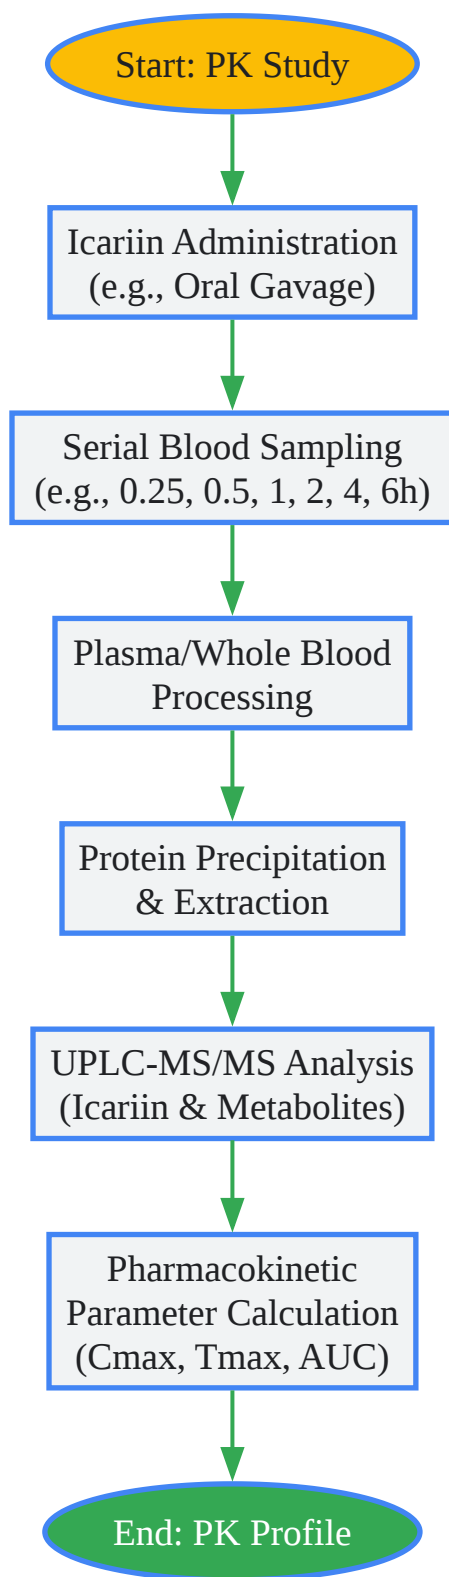 Start: PK Study
Icariin Administration
(e.g., Oral Gavage)
Serial Blood Sampling
(e.g., 0.25, 0.5, 1, 2, 4, 6h)
Plasma/Whole Blood
Processing
Protein Precipitation
& Extraction
UPLC-MS/MS Analysis
(Icariin & Metabolites)
Pharmacokinetic
Parameter Calculation
(Cmax, Tmax, AUC)
End: PK Profile